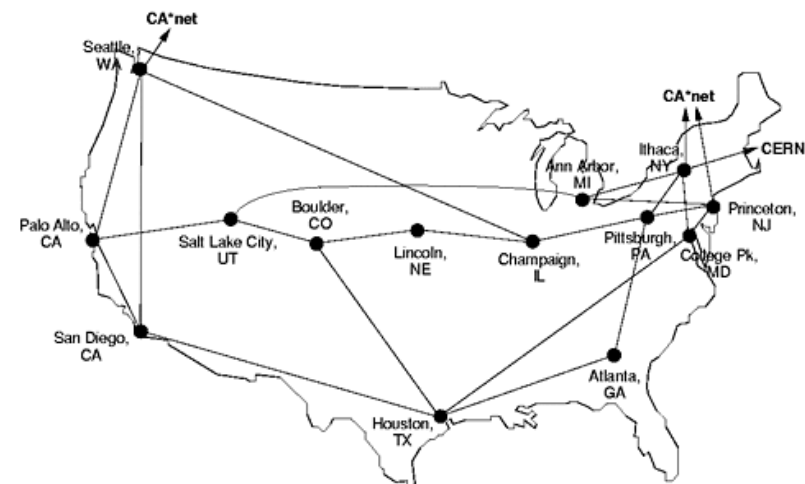 CA*net
Seattle,
WA
CA*net
Ithaca,
NY
CERN
Ann Arbor,
MI
Palo Alto,
CA
Salt Lake City,
UT
Boulder,
CO
Lincoln,
NE
Champaign,
IL
Pittsburgh,
PA
Princeton,
NJ
College Pk,
MD
San Diego,
CA
Atlanta,
GA
Houston,
TX